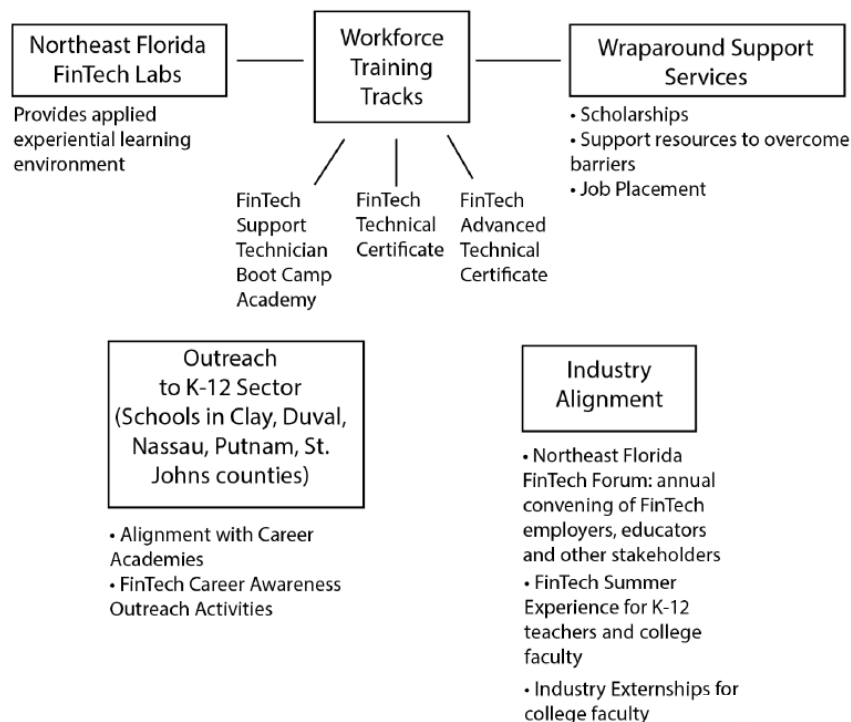 Northeast Florida
FinTech Labs
Provides applied
experiential learning
environment
Workforce
Training
Tracks
Wraparound Support
Services
• Scholarships
• Support resources to overcome
barriers
• Job Placement
FinTech
Support
Technician
Boot Camp
Academy
FinTech
Technical
Certificate
FinTech
Advanced
Technical
Certificate
Outreach
to K-12 Sector
(Schools in Clay, Duval,
Nassau, Putnam, St.
Johns counties)
• Alignment with Career
Academies
• FinTech Career Awareness
Outreach Activities
Industry
Alignment
• Northeast Florida
FinTech Forum: annual
convening of FinTech
employers, educators
and other stakeholders
• FinTech Summer
Experience for K-12
teachers and college
faculty
• Industry Externships for
college faculty